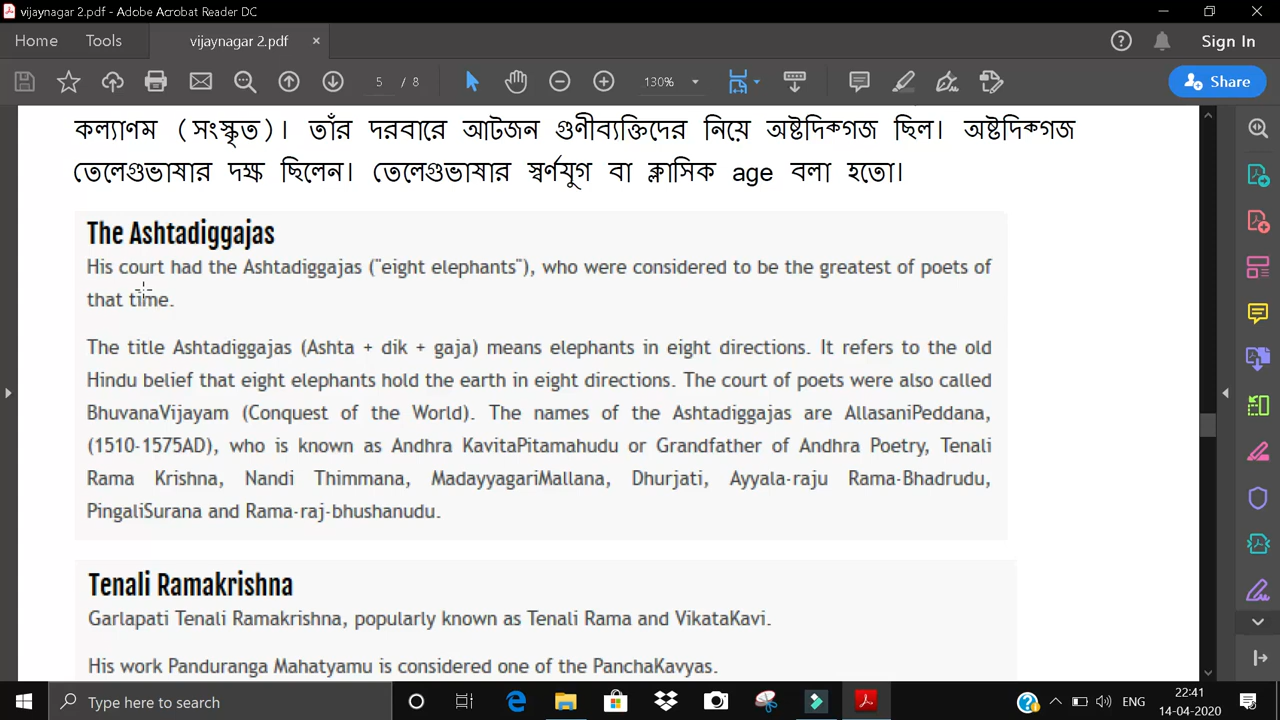 vijaynagar 2.pdf - Adobe Acrobat Reader DC
Home Tools vijaynagar 2.pdf × Sign In
5 / 8 130% Share
কল্যাণম (সংস্কৃত)। তাঁর দরবারে আটজন গুণীব্যক্তিদের নিয়ে অষ্টদিগ্গজ ছিল। অষ্টদিগ্গজ
তেলেগুভাষার দক্ষ ছিলেন। তেলেগুভাষার স্বর্ণযুগ বা ক্লাসিক age বলা হতো।
The Ashtadiggajas
His court had the Ashtadiggajas ("eight elephants"), who were considered to be the greatest of poets of
that time.
The title Ashtadiggajas (Ashta + dik + gaja) means elephants in eight directions. It refers to the old
Hindu belief that eight elephants hold the earth in eight directions. The court of poets were also called
BhuvanaVijayam (Conquest of the World). The names of the Ashtadiggajas are AllasaniPeddana,
(1510-1575AD), who is known as Andhra KavitaPitamahudu or Grandfather of Andhra Poetry, Tenali
Rama Krishna, Nandi Thimmana, MadayyagariMallana, Dhurjati, Ayyala-raju Rama-Bhadrudu,
PingaliSurana and Rama-raj-bhushanudu.
Tenali Ramakrishna
Garlapati Tenali Ramakrishna, popularly known as Tenali Rama and VikataKavi.
His work Panduranga Mahatyamu is considered one of the PanchaKavyas.
Type here to search
ENG
22:41
14-04-2020